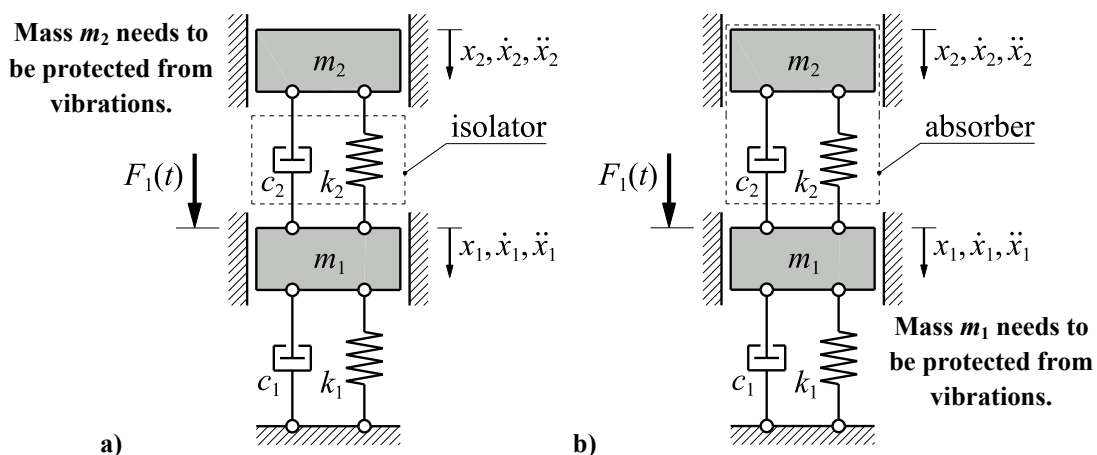 Mass m₂ needs to
be protected from
vibrations.
m₂
x₂, ẋ₂, ẍ₂
isolator
F₁(t)
c₂
k₂
m₁
x₁, ẋ₁, ẍ₁
c₁
k₁
a)
m₂
x₂, ẋ₂, ẍ₂
absorber
F₁(t)
c₂
k₂
m₁
x₁, ẋ₁, ẍ₁
Mass m₁ needs to
be protected from
vibrations.
c₁
k₁
b)